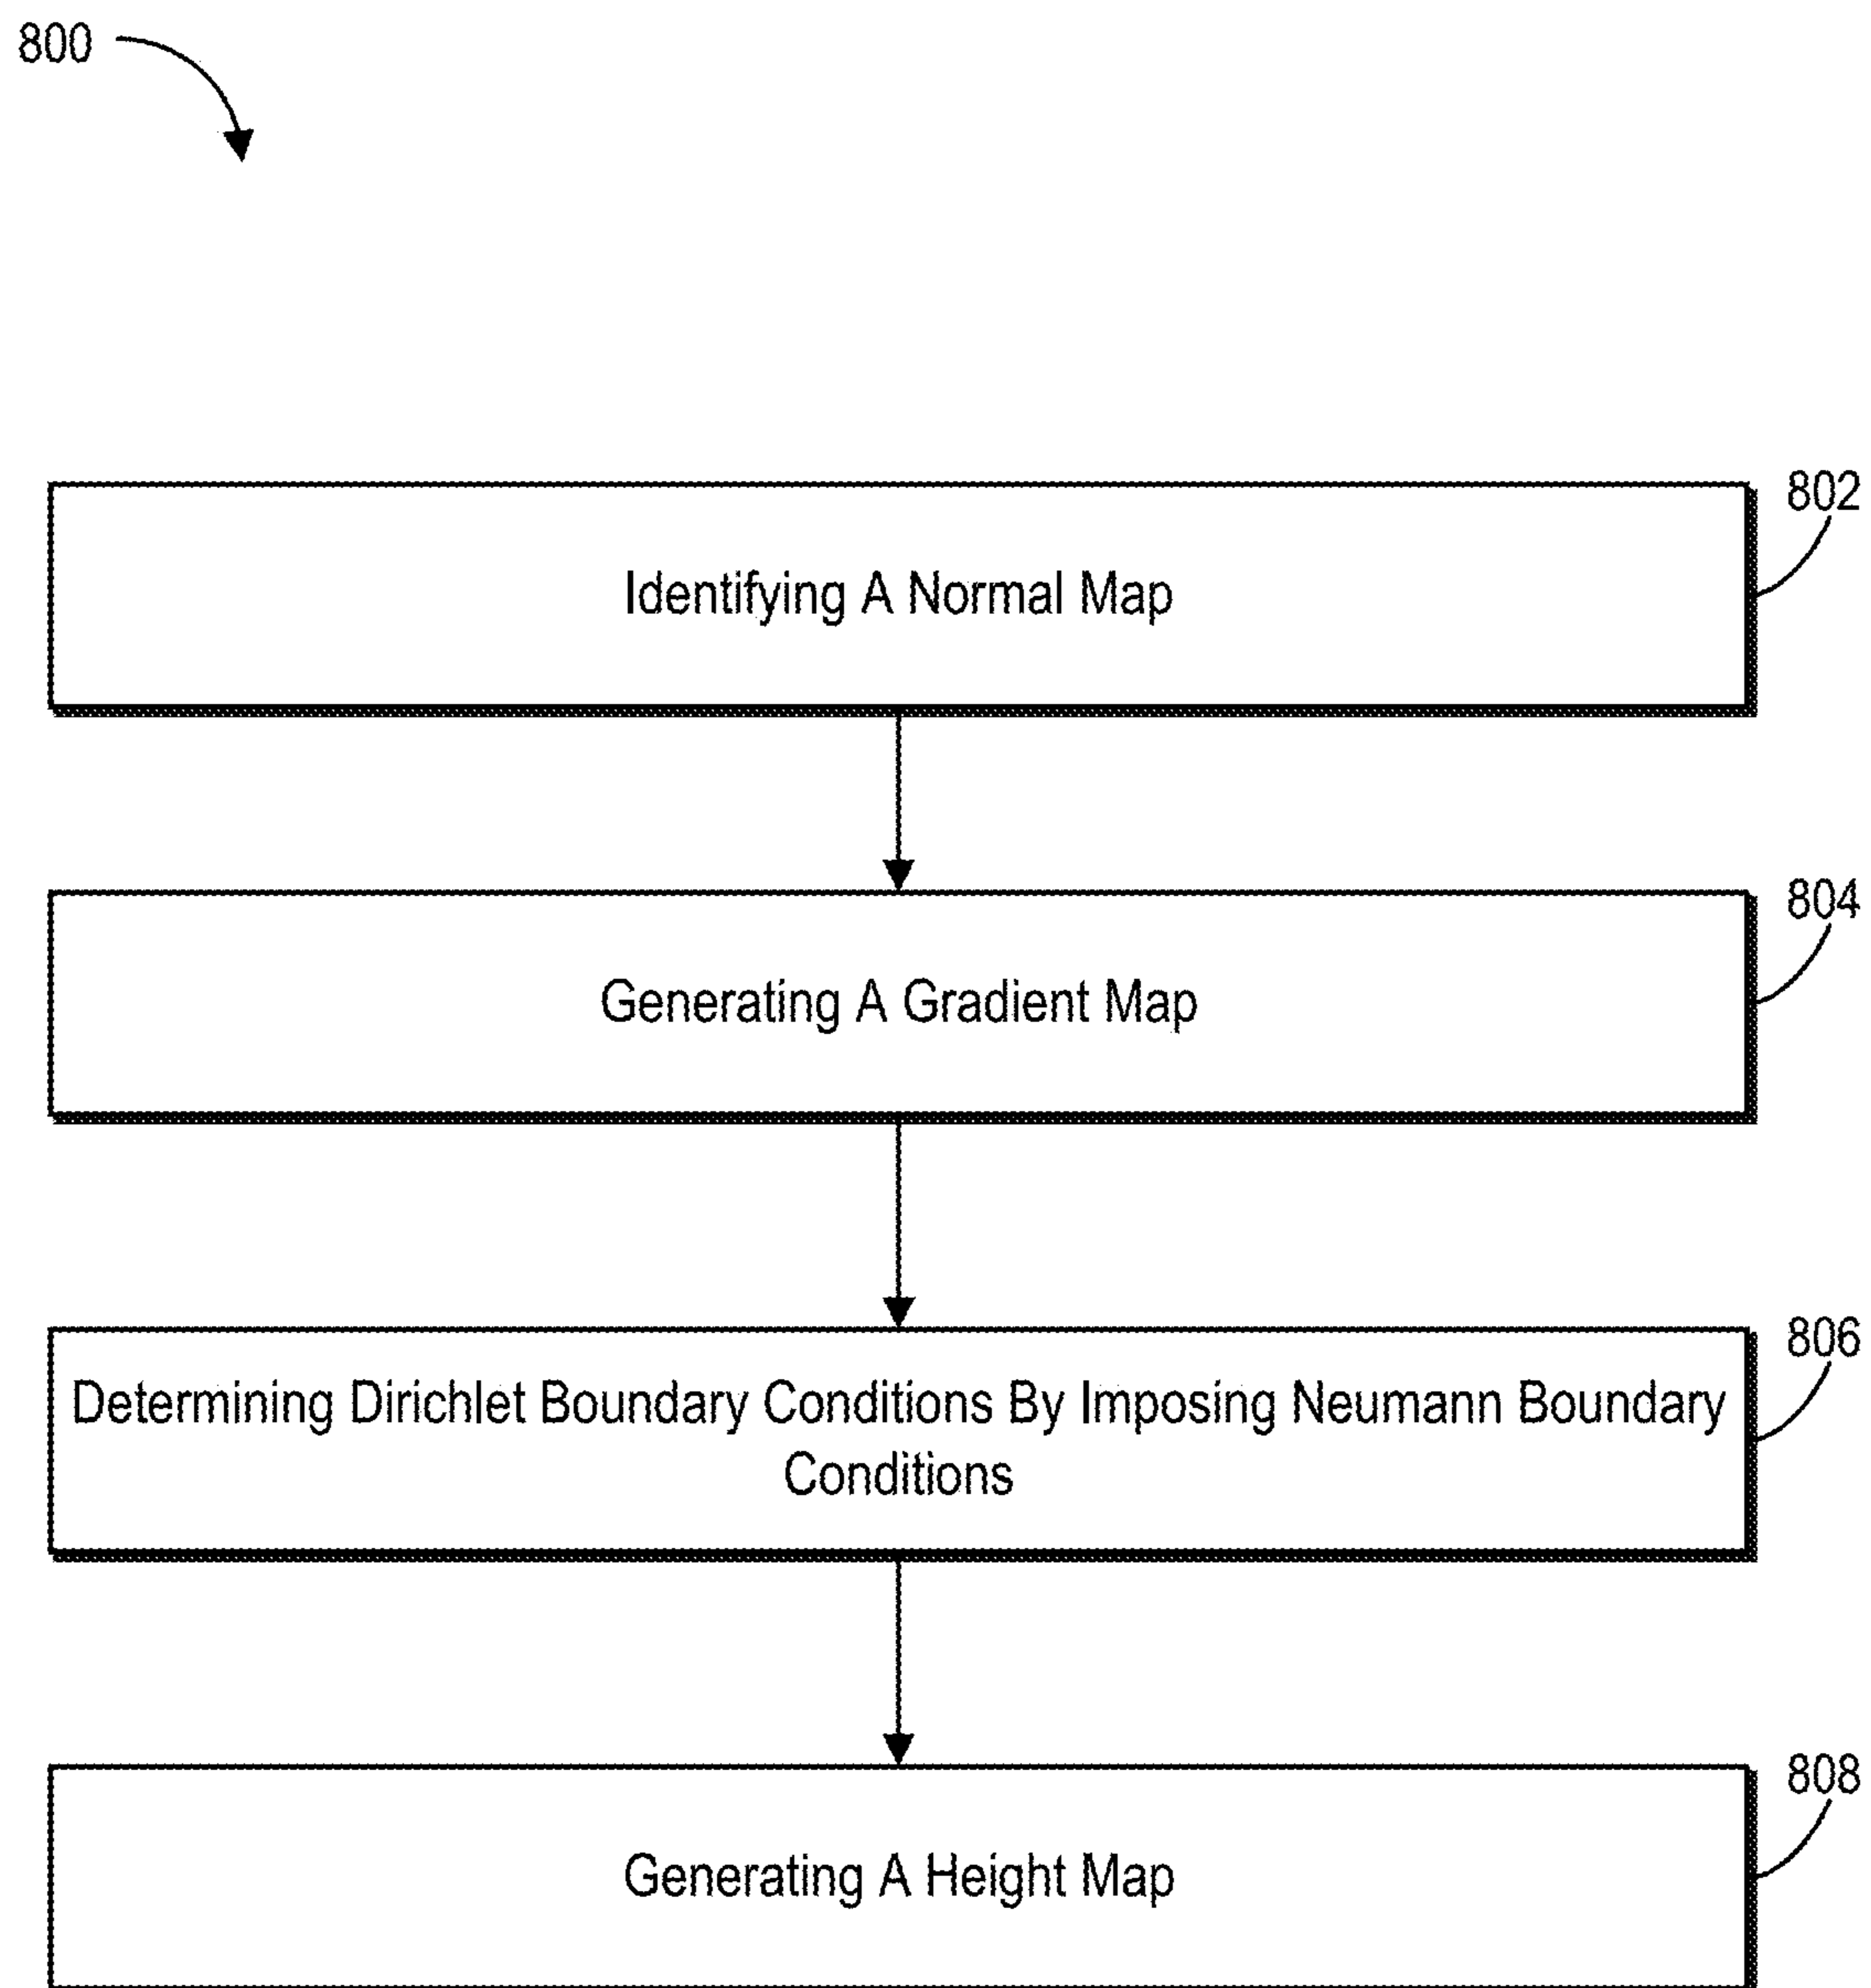 800
802
Identifying A Normal Map
804
Generating A Gradient Map
806
Determining Dirichlet Boundary Conditions By Imposing Neumann Boundary
Conditions
808
Generating A Height Map